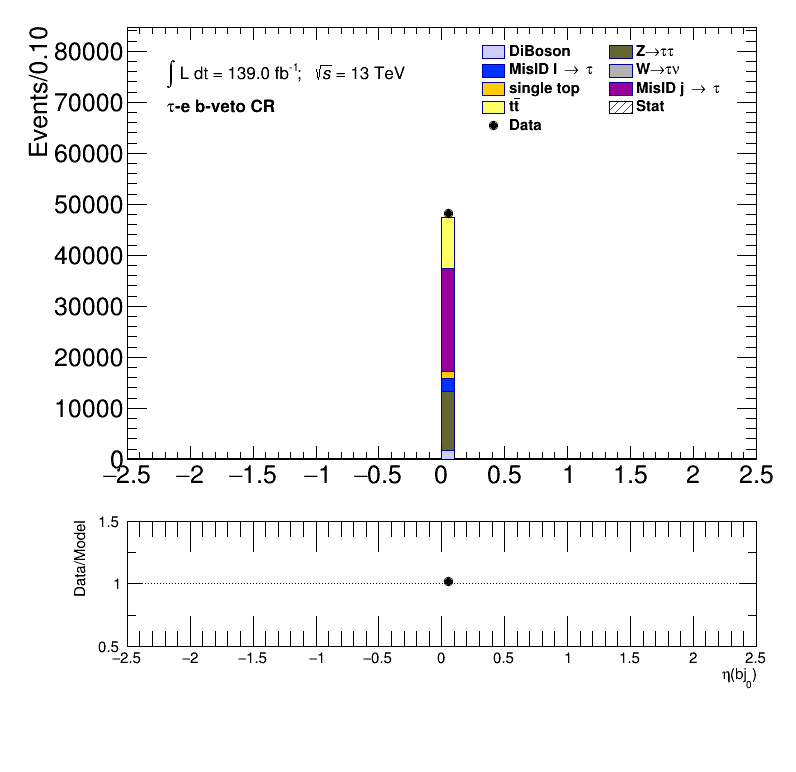 Events/0.10
80000
70000
60000
50000
40000
30000
20000
10000
0
∫ L dt = 139.0 fb⁻¹; √s = 13 TeV
τ-e b-veto CR
DiBoson
MisID l → τ
single top
tt̄
Data
Z→ττ
W→τν
MisID j → τ
Stat
−2.5 −2 −1.5 −1 −0.5 0 0.5 1 1.5 2 2.5
Data/Model
1.5
1
0.5
−2.5 −2 −1.5 −1 −0.5 0 0.5 1 1.5 2 2.5
η(bj₀)